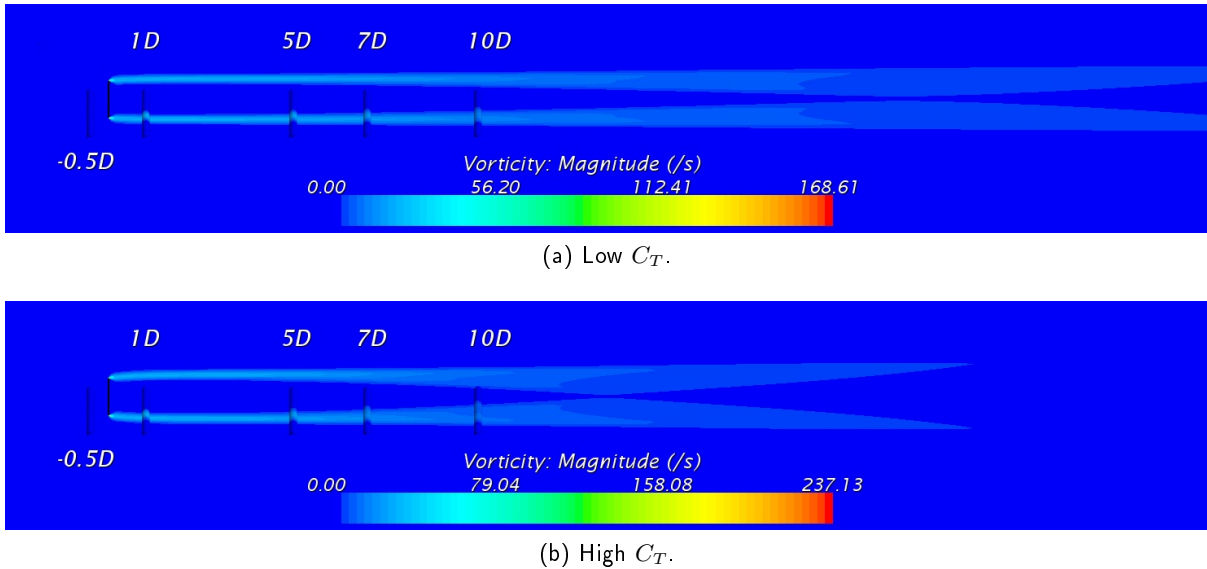 1D 5D 7D 10D
-0.5D
Vorticity: Magnitude (/s)
0.00 56.20 112.41 168.61
(a) Low C_T.
1D 5D 7D 10D
-0.5D
Vorticity: Magnitude (/s)
0.00 79.04 158.08 237.13
(b) High C_T.